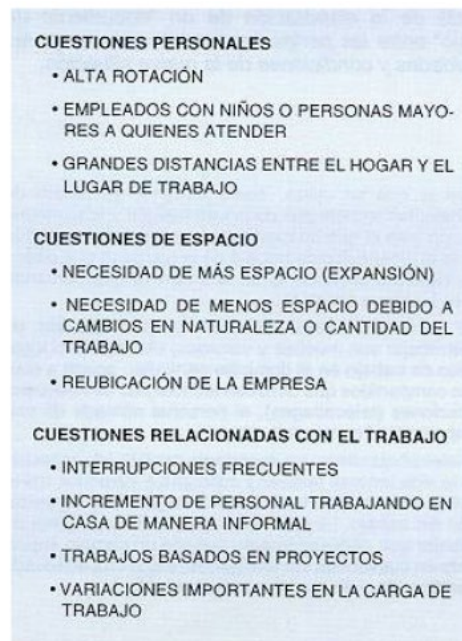 CUESTIONES PERSONALES
• ALTA ROTACIÓN
• EMPLEADOS CON NIÑOS O PERSONAS MAYO-
RES A QUIENES ATENDER
• GRANDES DISTANCIAS ENTRE EL HOGAR Y EL
LUGAR DE TRABAJO
CUESTIONES DE ESPACIO
• NECESIDAD DE MÁS ESPACIO (EXPANSIÓN)
• NECESIDAD DE MENOS ESPACIO DEBIDO A
CAMBIOS EN NATURALEZA O CANTIDAD DEL
TRABAJO
• REUBICACIÓN DE LA EMPRESA
CUESTIONES RELACIONADAS CON EL TRABAJO
• INTERRUPCIONES FRECUENTES
• INCREMENTO DE PERSONAL TRABAJANDO EN
CASA DE MANERA INFORMAL
• TRABAJOS BASADOS EN PROYECTOS
• VARIACIONES IMPORTANTES EN LA CARGA DE
TRABAJO